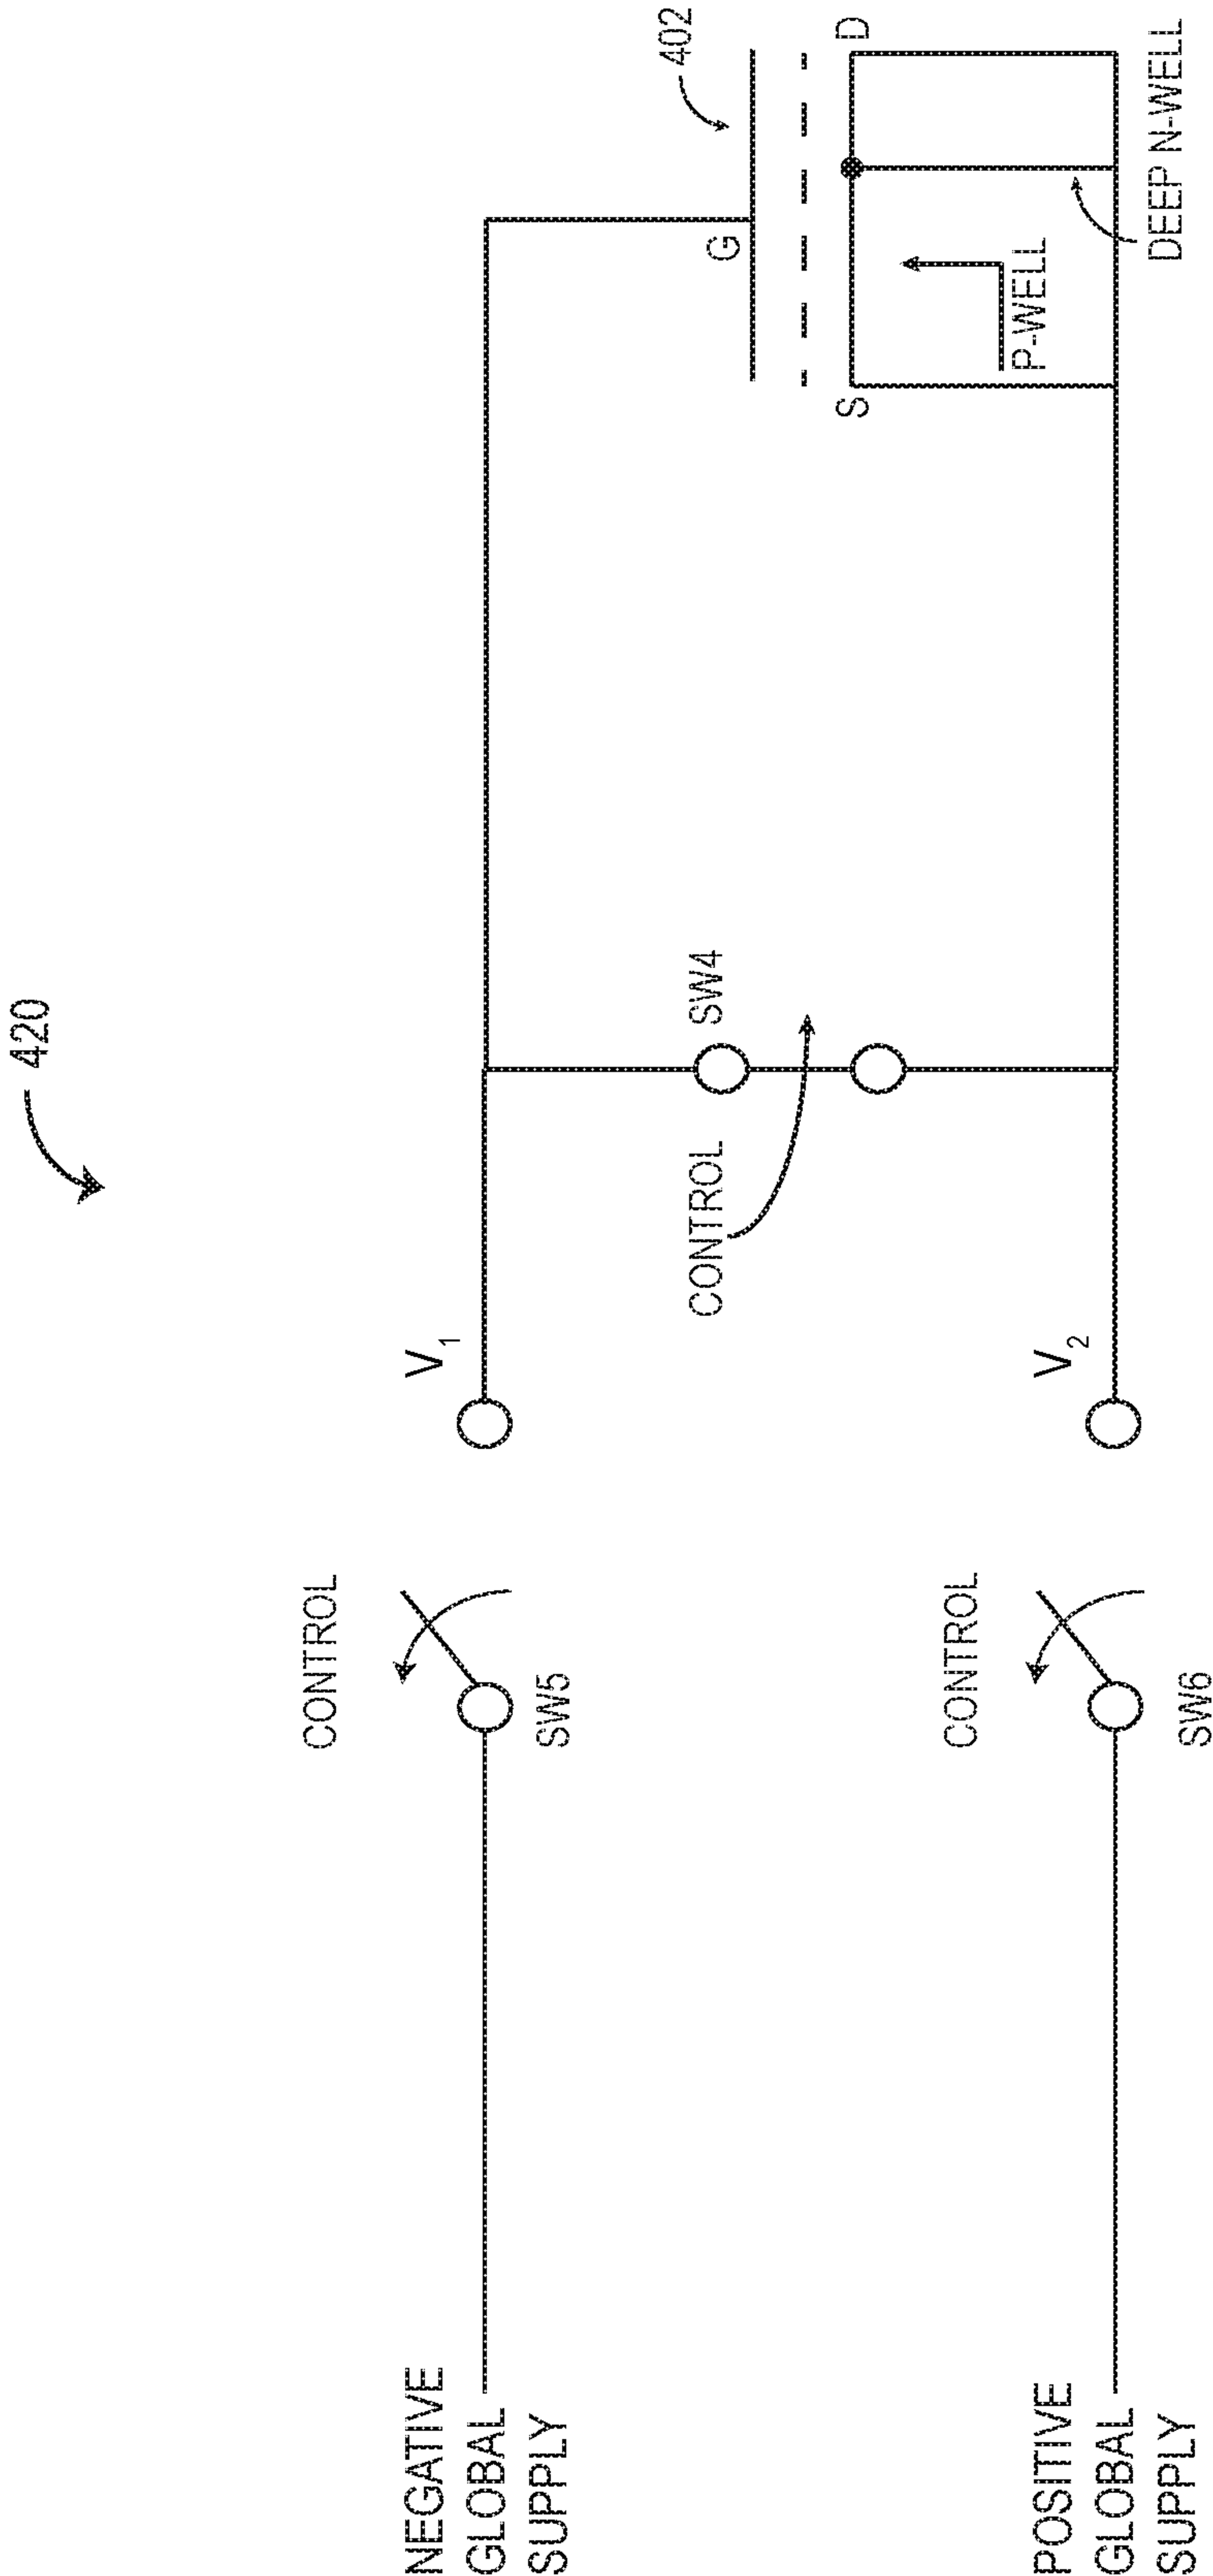 420
NEGATIVE
GLOBAL
SUPPLY
CONTROL
SW5
V1
402
G
CONTROL
SW4
S
D
P-WELL
DEEP N-WELL
POSITIVE
GLOBAL
SUPPLY
CONTROL
SW6
V2